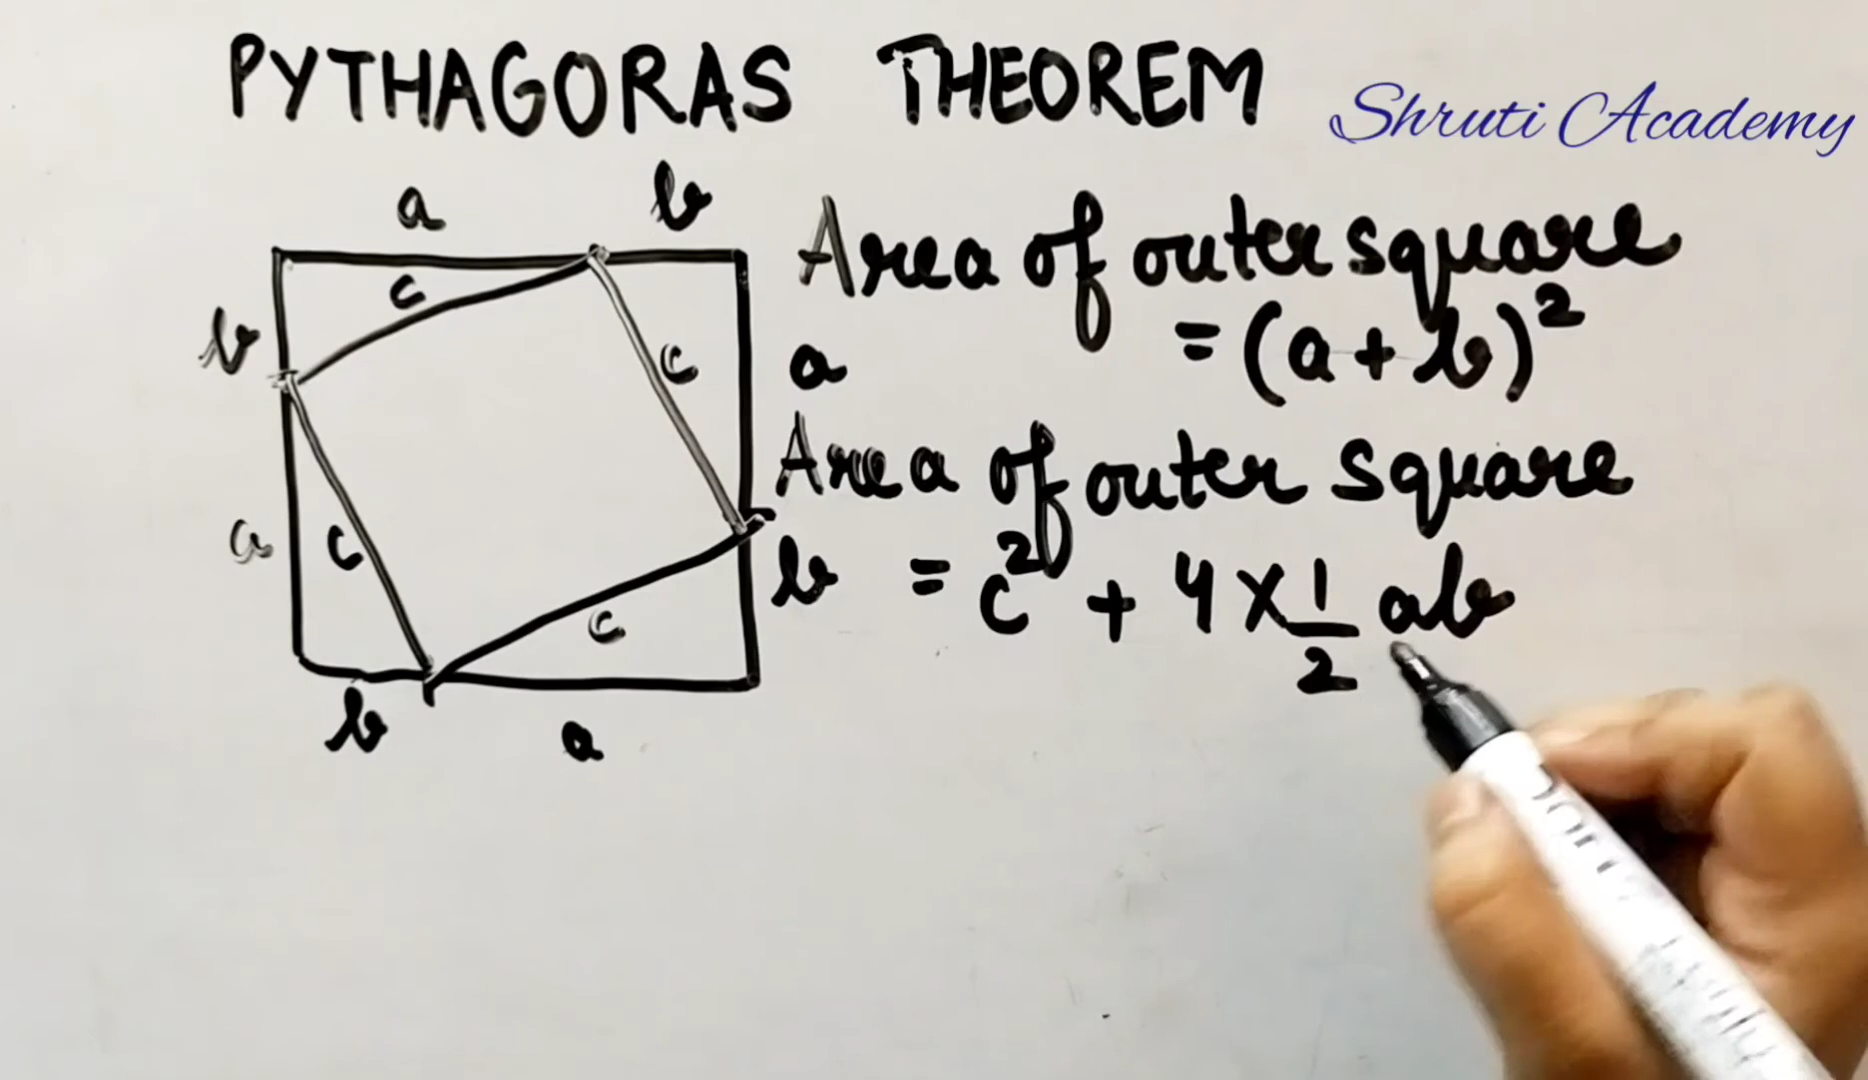 PYTHAGORAS THEOREM
Shruti Academy
a b
c
b
c
a
a
c
c
b
b a
Area of outer square
= (a+b)²
Area of outer square
= c² + 4 × 1/2 ab